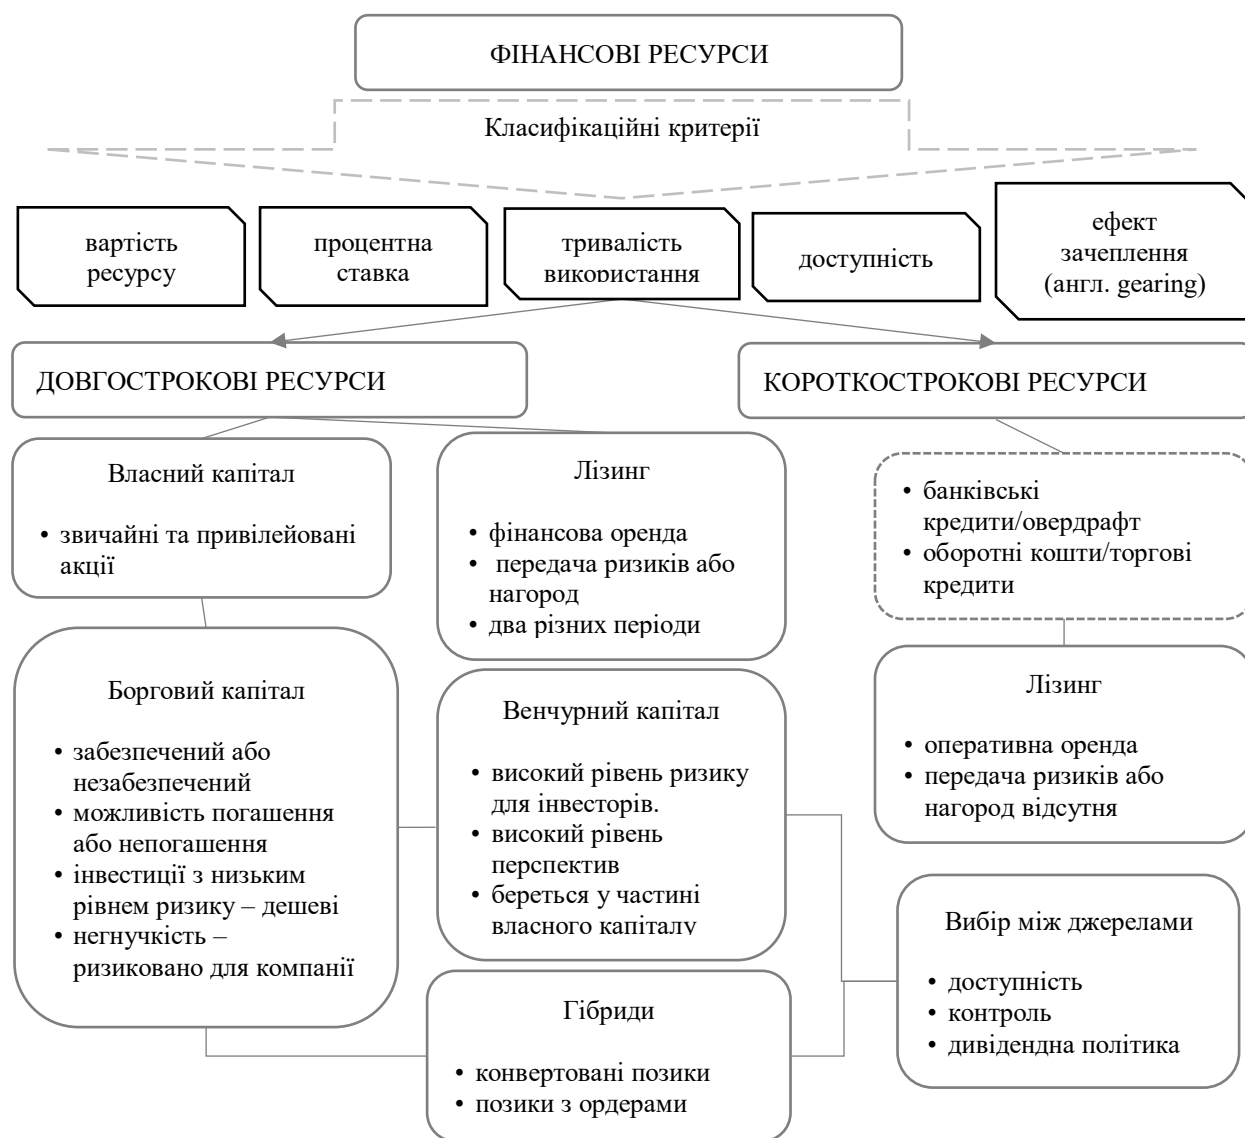 ФІНАНСОВІ РЕСУРСИ
Класифікаційні критерії
вартість
ресурсу
процентна
ставка
тривалість
використання
доступність
ефект
зачеплення
(англ. gearing)
ДОВГОСТРОКОВІ РЕСУРСИ
КОРОТКОСТРОКОВІ РЕСУРСИ
Власний капітал
• звичайні та привілейовані
акції
Лізинг
• фінансова оренда
• передача ризиків або
нагород
• два різних періоди
• банківські
кредити/овердрафт
• оборотні кошти/торгові
кредити
Борговий капітал
• забезпечений або
незабезпечений
• можливість погашення
або непогашення
• інвестиції з низьким
рівнем ризику – дешеві
• негнучкість –
ризиковано для компанії
Венчурний капітал
• високий рівень ризику
для інвесторів.
• високий рівень
перспектив
• береться у частині
власного капіталу
Лізинг
• оперативна оренда
• передача ризиків або
нагород відсутня
Гібриди
• конвертовані позики
• позики з ордерами
Вибір між джерелами
• доступність
• контроль
• дивідендна політика